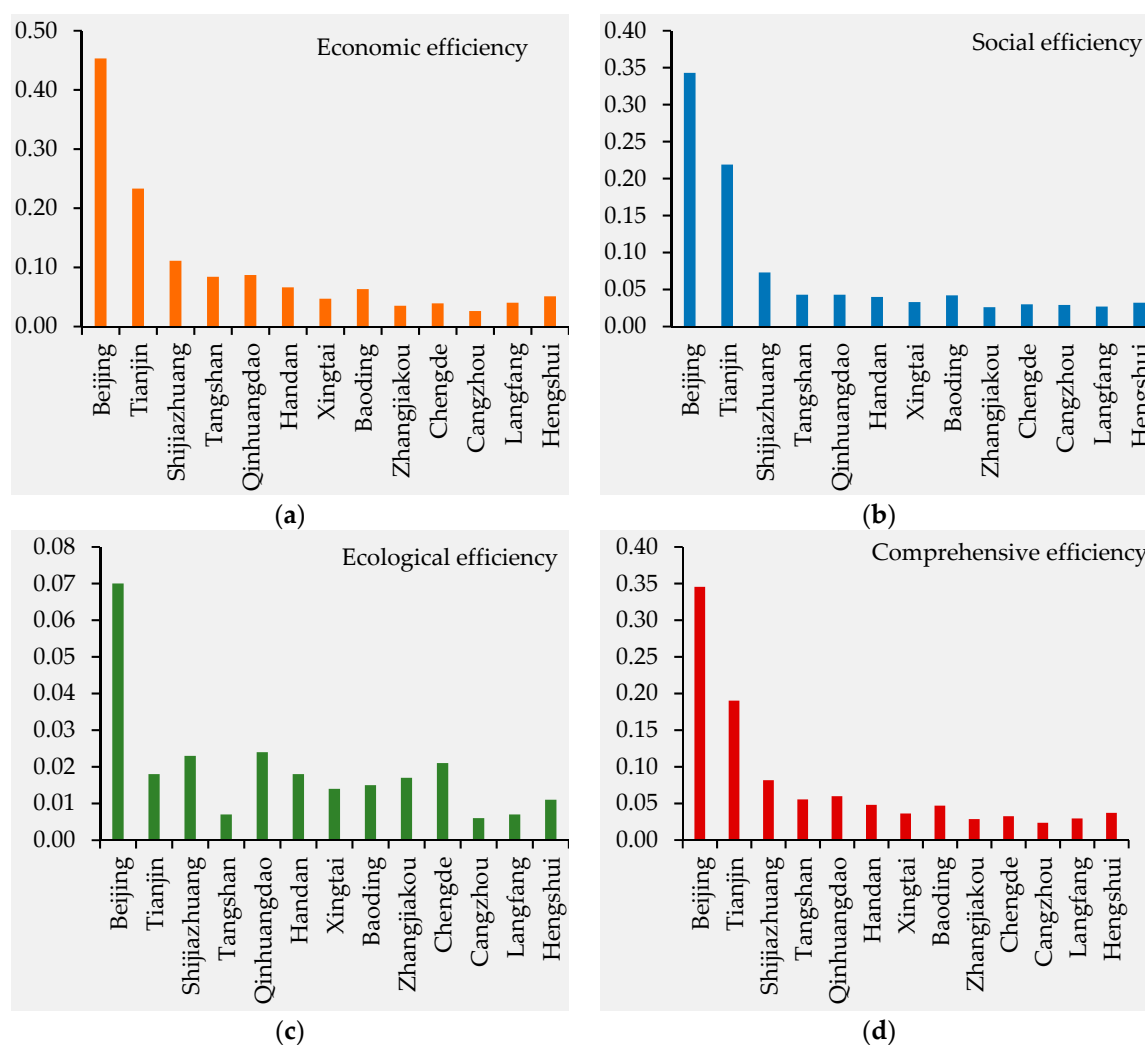 Economic efficiency
0.50
0.40
0.30
0.20
0.10
0.00
Beijing
Tianjin
Shijiazhuang
Tangshan
Qinhuangdao
Handan
Xingtai
Baoding
Zhangjiakou
Chengde
Cangzhou
Langfang
Hengshui
(a)
Social efficiency
0.40
0.35
0.30
0.25
0.20
0.15
0.10
0.05
0.00
Beijing
Tianjin
Shijiazhuang
Tangshan
Qinhuangdao
Handan
Xingtai
Baoding
Zhangjiakou
Chengde
Cangzhou
Langfang
Hengshui
(b)
Ecological efficiency
0.08
0.07
0.06
0.05
0.04
0.03
0.02
0.01
0.00
Beijing
Tianjin
Shijiazhuang
Tangshan
Qinhuangdao
Handan
Xingtai
Baoding
Zhangjiakou
Chengde
Cangzhou
Langfang
Hengshui
(c)
Comprehensive efficiency
0.40
0.35
0.30
0.25
0.20
0.15
0.10
0.05
0.00
Beijing
Tianjin
Shijiazhuang
Tangshan
Qinhuangdao
Handan
Xingtai
Baoding
Zhangjiakou
Chengde
Cangzhou
Langfang
Hengshui
(d)